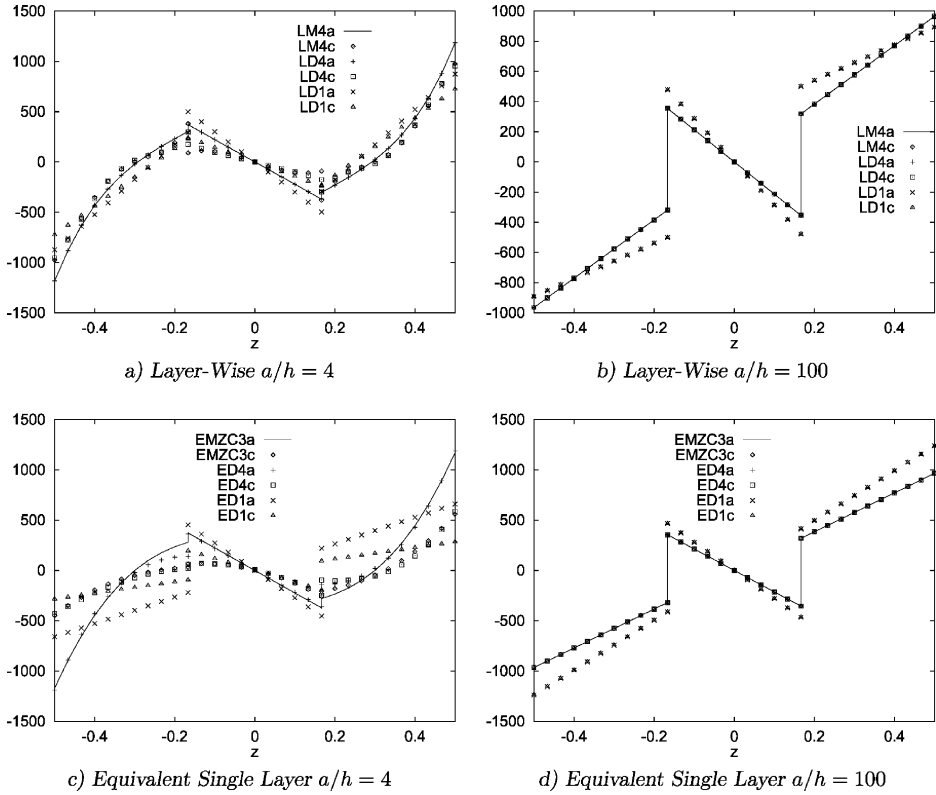 1500
1000
500
0
-500
-1000
-1500
-0.4
-0.2
0
0.2
0.4
z
LM4a
LM4c
LD4a
LD4c
LD1a
LD1c
a) Layer-Wise a/h = 4
1000
800
600
400
200
0
-200
-400
-600
-800
-1000
-0.4
-0.2
0
0.2
0.4
z
LM4a
LM4c
LD4a
LD4c
LD1a
LD1c
b) Layer-Wise a/h = 100
1500
1000
500
0
-500
-1000
-1500
-0.4
-0.2
0
0.2
0.4
z
EMZC3a
EMZC3c
ED4a
ED4c
ED1a
ED1c
c) Equivalent Single Layer a/h = 4
1500
1000
500
0
-500
-1000
-1500
-0.4
-0.2
0
0.2
0.4
z
EMZC3a
EMZC3c
ED4a
ED4c
ED1a
ED1c
d) Equivalent Single Layer a/h = 100